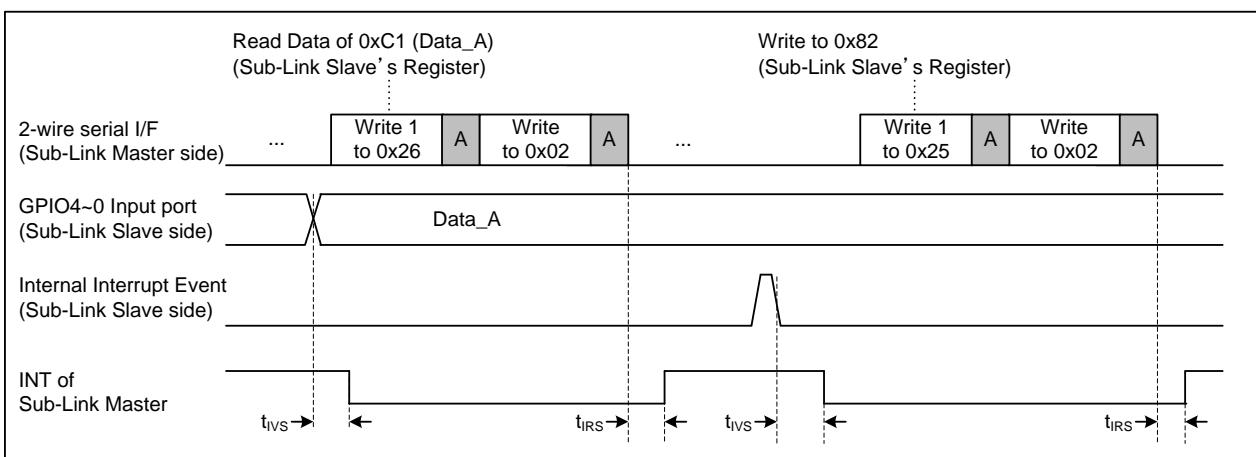 Read Data of 0xC1 (Data_A)
(Sub-Link Slave’s Register)
Write to 0x82
(Sub-Link Slave’s Register)
2-wire serial I/F
(Sub-Link Master side)
...
Write 1
to 0x26
A
Write
to 0x02
A
...
Write 1
to 0x25
A
Write
to 0x02
A
GPIO4~0 Input port
(Sub-Link Slave side)
Data_A
Internal Interrupt Event
(Sub-Link Slave side)
INT of
Sub-Link Master
tIVS
tIRS
tIVS
tIRS